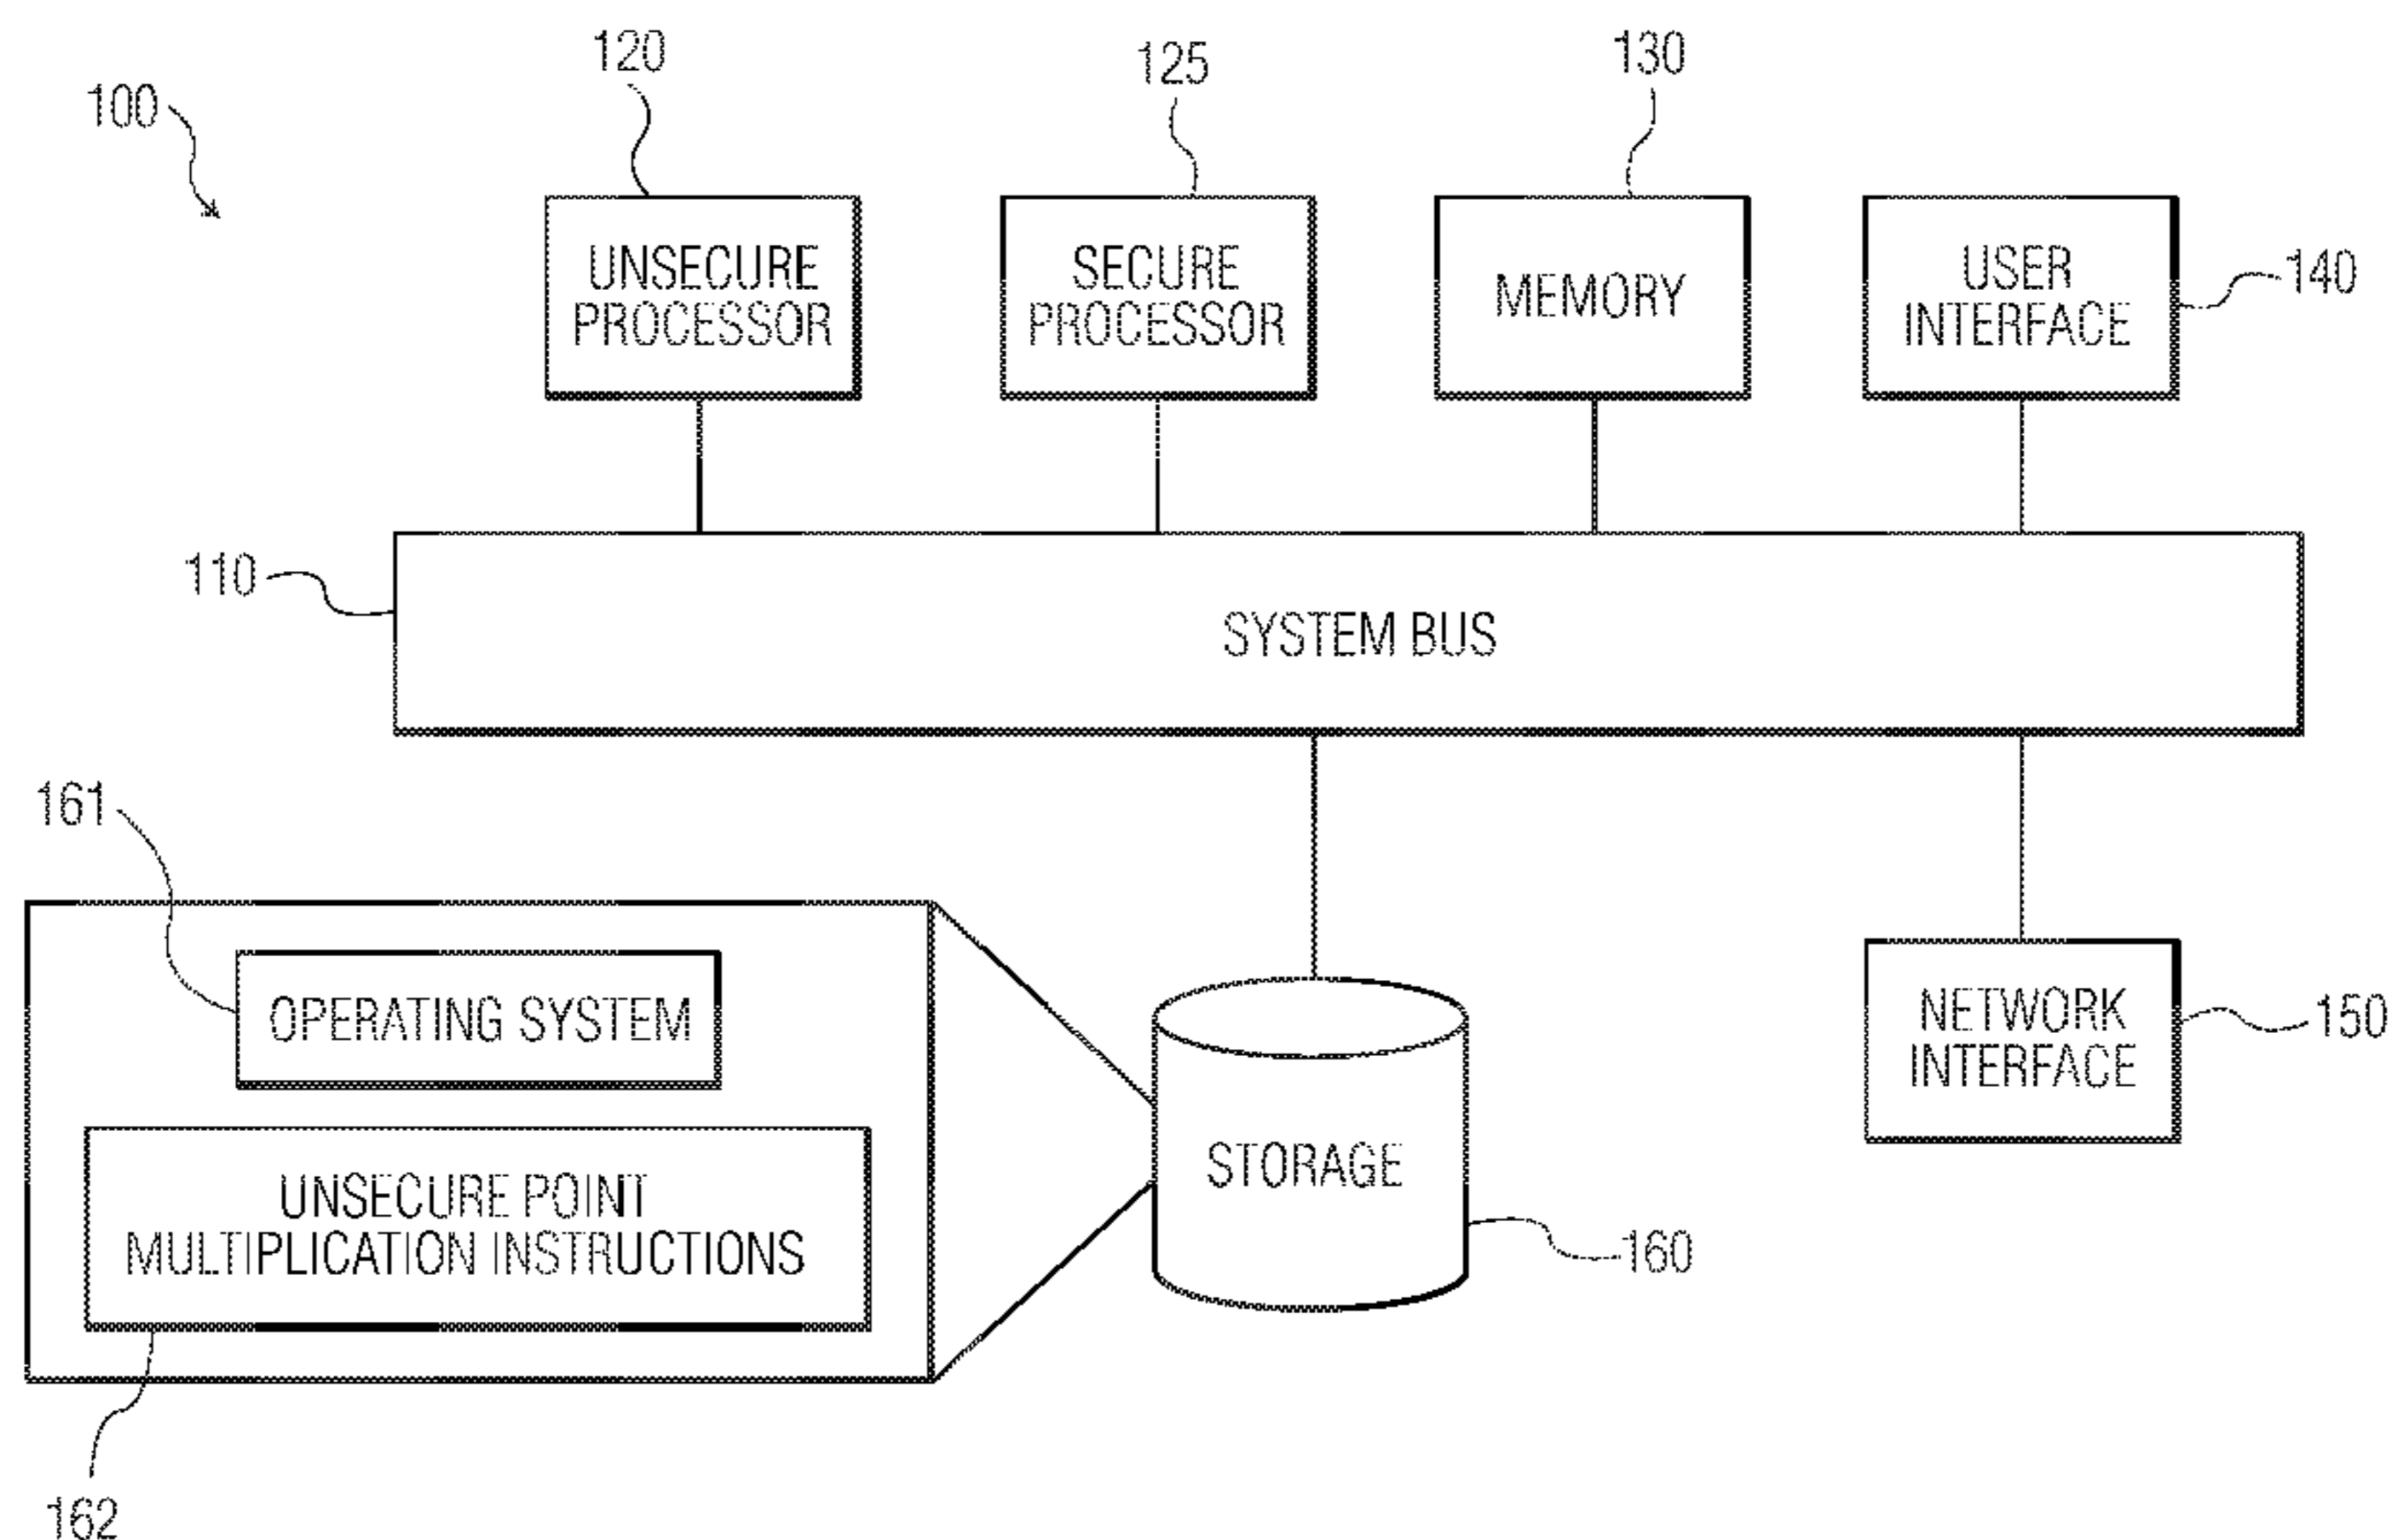 120
125
130
100
UNSECURE
PROCESSOR
SECURE
PROCESSOR
MEMORY
USER
INTERFACE
140
110
SYSTEM BUS
161
OPERATING SYSTEM
NETWORK
INTERFACE
150
STORAGE
UNSECURE POINT
MULTIPLICATION INSTRUCTIONS
160
162